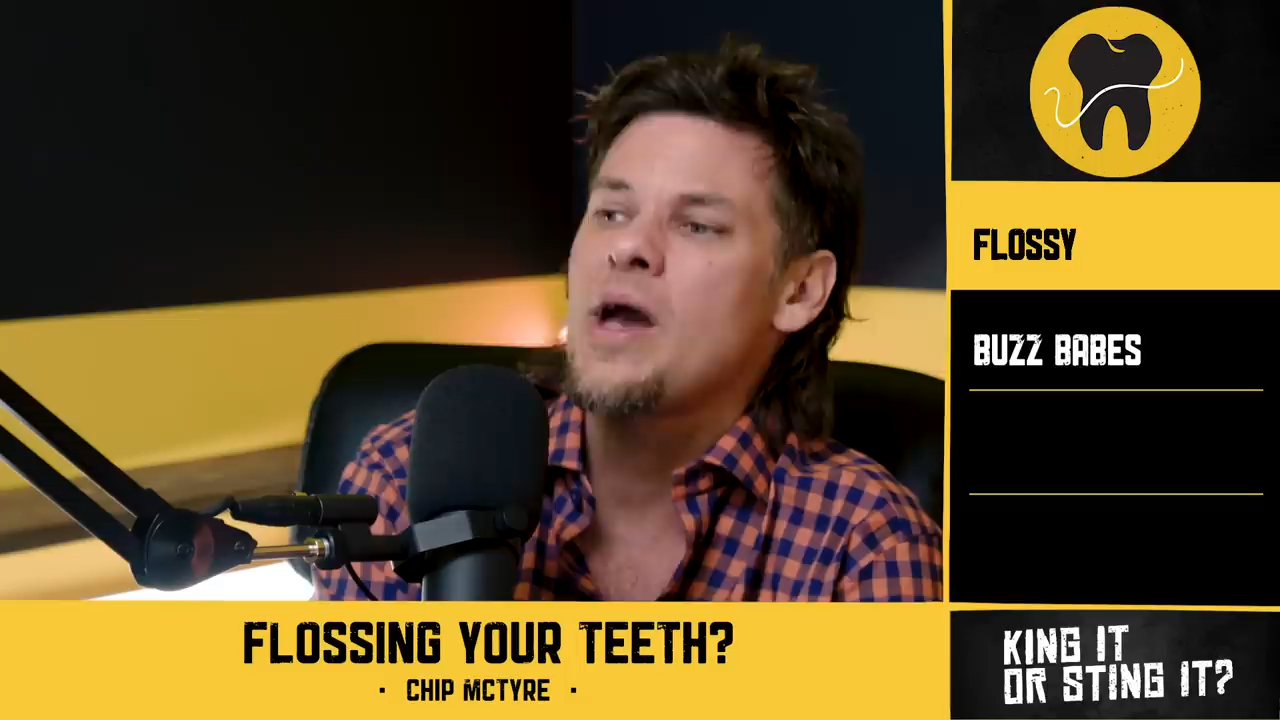 FLOSSY
BUZZ BABES
FLOSSING YOUR TEETH?
· CHIP MCTYRE ·
KING IT
OR STING IT?